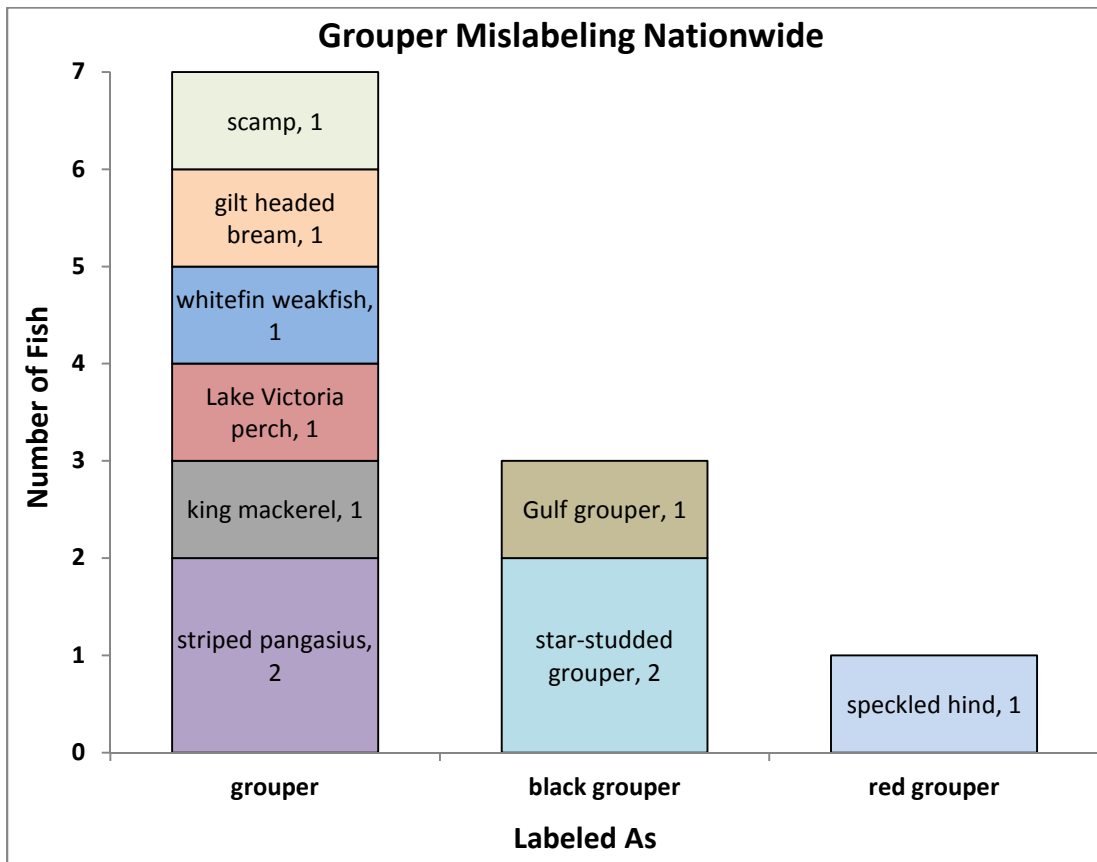 Grouper Mislabeling Nationwide
Number of Fish
7
6
5
4
3
2
1
0
scamp, 1
gilt headed
bream, 1
whitefin weakfish,
1
Lake Victoria
perch, 1
king mackerel, 1
striped pangasius,
2
Gulf grouper, 1
star-studded
grouper, 2
speckled hind, 1
grouper
black grouper
red grouper
Labeled As